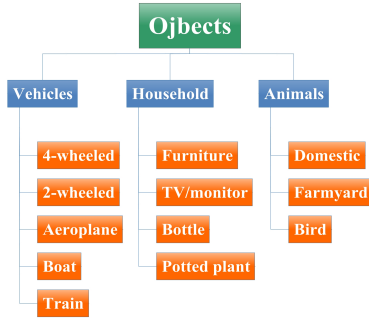 Ojbects
Vehicles
Household
Animals
4-wheeled
Furniture
Domestic
2-wheeled
TV/monitor
Farmyard
Aeroplane
Bottle
Bird
Boat
Potted plant
Train